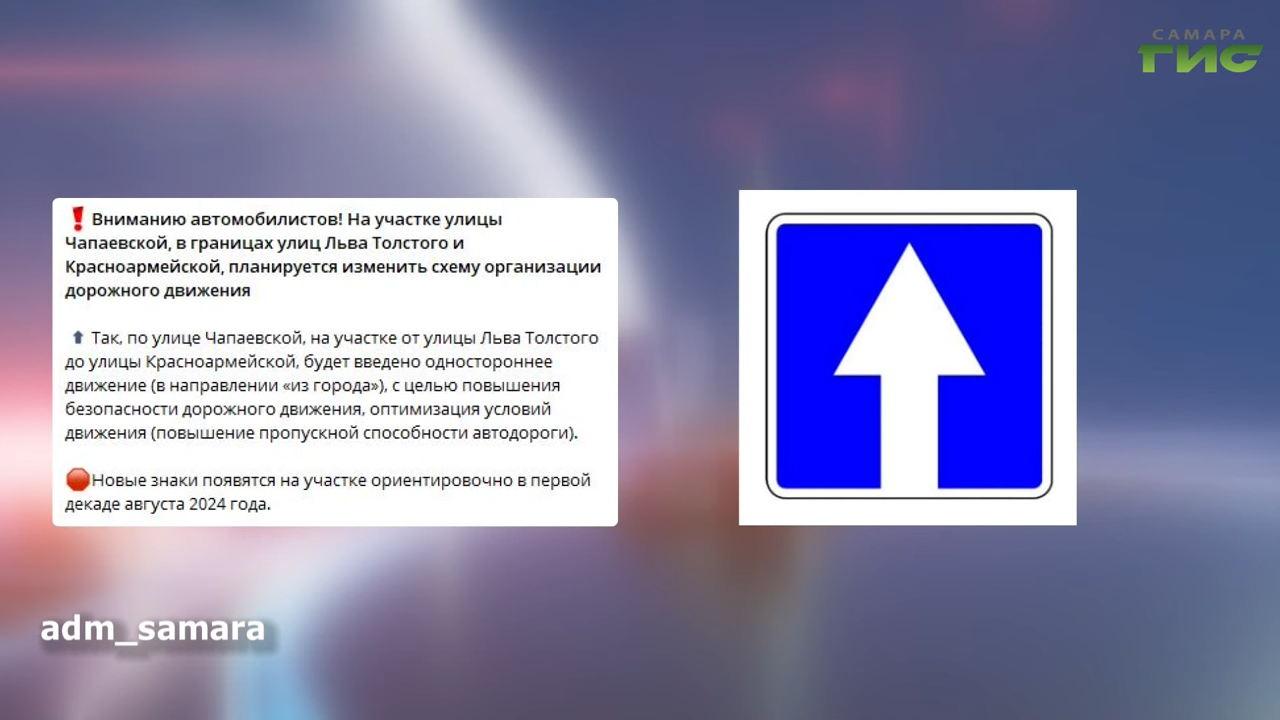 САМАРА
ГИС
❗ Вниманию автомобилистов! На участке улицы
Чапаевской, в границах улиц Льва Толстого и
Красноармейской, планируется изменить схему организации
дорожного движения
⬆ Так, по улице Чапаевской, на участке от улицы Льва Толстого
до улицы Красноармейской, будет введено одностороннее
движение (в направлении «из города»), с целью повышения
безопасности дорожного движения, оптимизация условий
движения (повышение пропускной способности автодороги).
🛑Новые знаки появятся на участке ориентировочно в первой
декаде августа 2024 года.
adm_samara